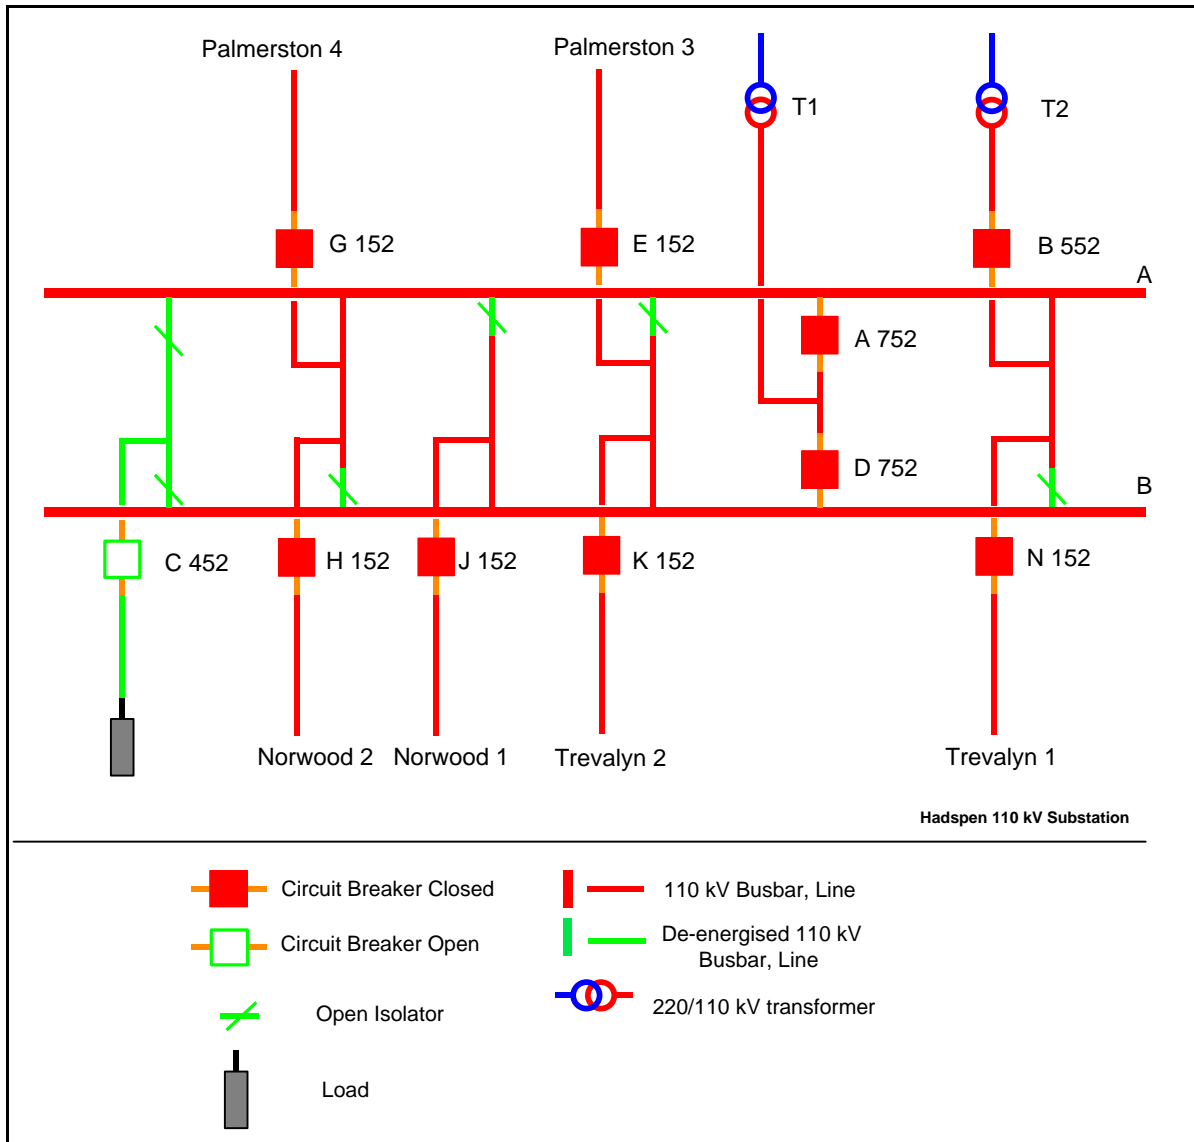 Palmerston 4
Palmerston 3
T1
T2
G 152
E 152
B 552
A
A 752
D 752
B
C 452
H 152
J 152
K 152
N 152
Norwood 2
Norwood 1
Trevalyn 2
Trevalyn 1
Hadspen 110 kV Substation
Circuit Breaker Closed
110 kV Busbar, Line
Circuit Breaker Open
De-energised 110 kV
Busbar, Line
Open Isolator
220/110 kV transformer
Load